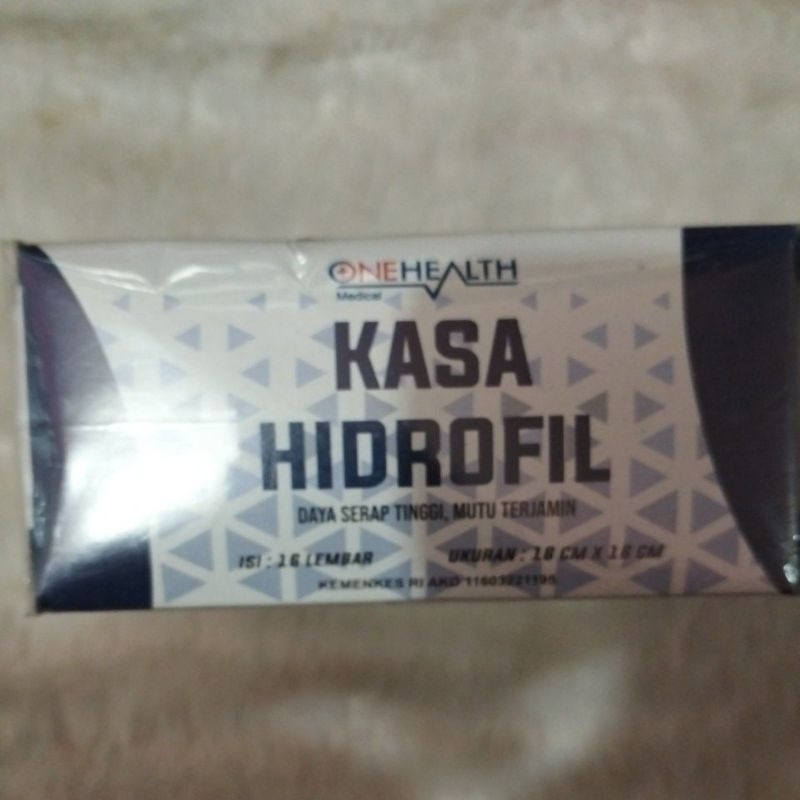 ONEHEALTH
Medical
KASA
HIDROFIL
DAYA SERAP TINGGI, MUTU TERJAMIN
ISI : 16 LEMBAR UKURAN : 16 CM X 16 CM
KEMENKES RI AKD 11603221195